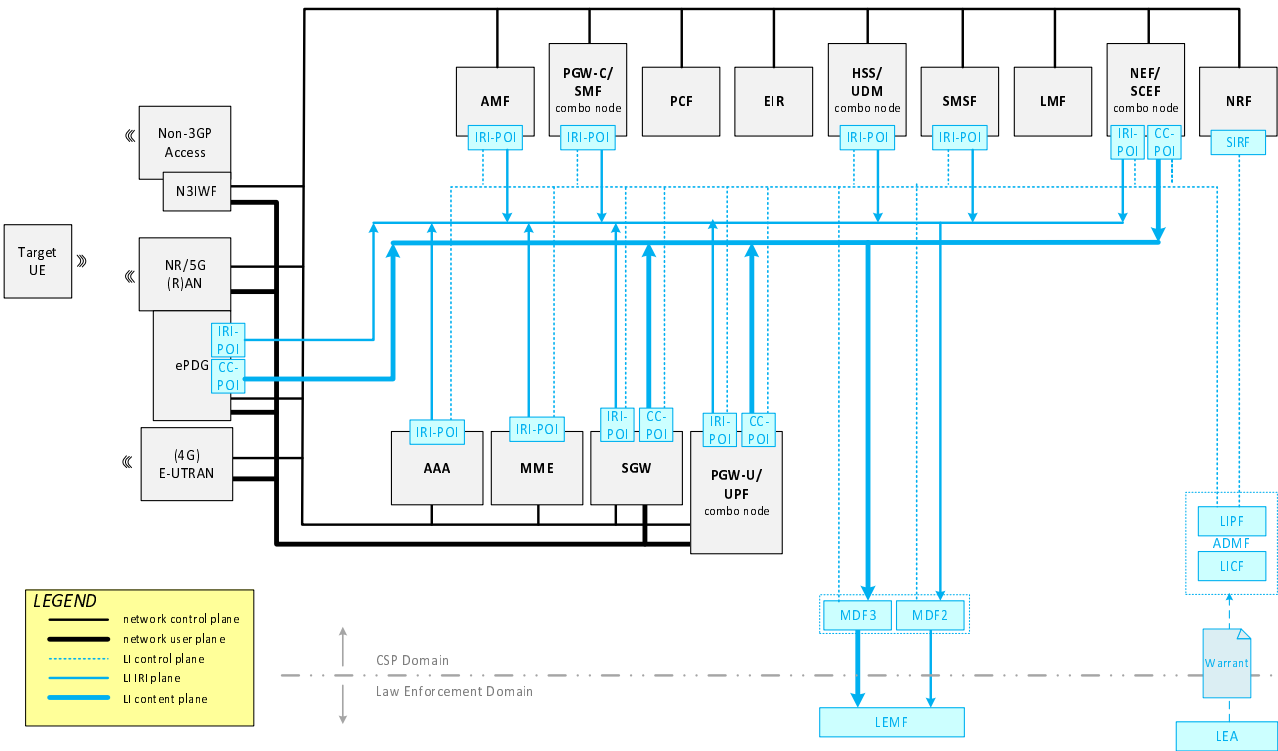 PGW-C/
SMF
combo node
HSS/
UDM
combo node
NEF/
SCEF
combo node
AMF
PCF
EIR
SMSF
LMF
NRF
IRI-POI
IRI-POI
IRI-POI
IRI-POI
IRI-
POI
CC-
POI
SIRF
Non-3GP
Access
N3IWF
Target
UE
NR/5G
(R)AN
ePDG
IRI-
POI
CC-
POI
(4G)
E-UTRAN
IRI-POI
IRI-POI
IRI-
POI
CC-
POI
IRI-
POI
CC-
POI
AAA
MME
SGW
PGW-U/
UPF
combo node
LIPF
ADMF
LICF
MDF3
MDF2
LEGEND
network control plane
network user plane
LI control plane
LI IRI plane
LI content plane
CSP Domain
Law Enforcement Domain
Warrant
LEMF
LEA